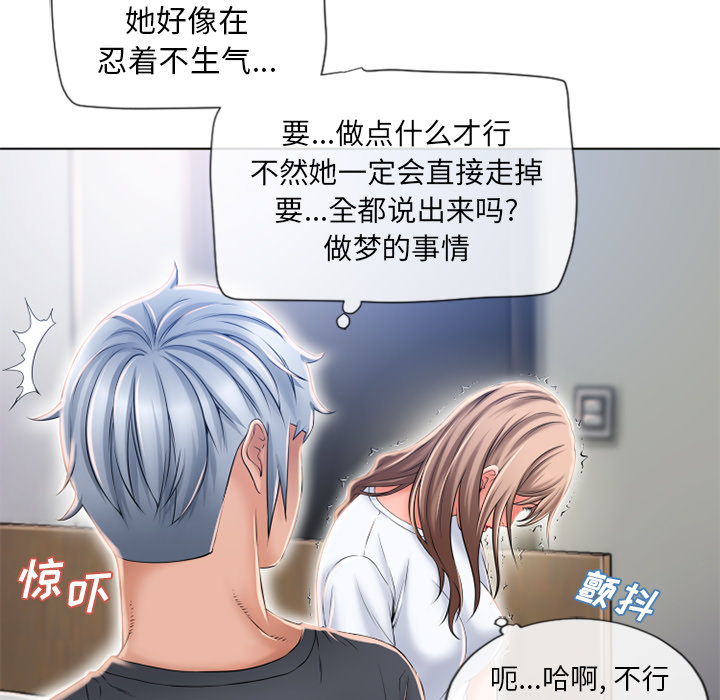 她好像在
忍着不生气...
要...做点什么才行
不然她一定会直接走掉
要...全都说出来吗?
做梦的事情
惊吓
颤抖
呃...哈啊, 不行